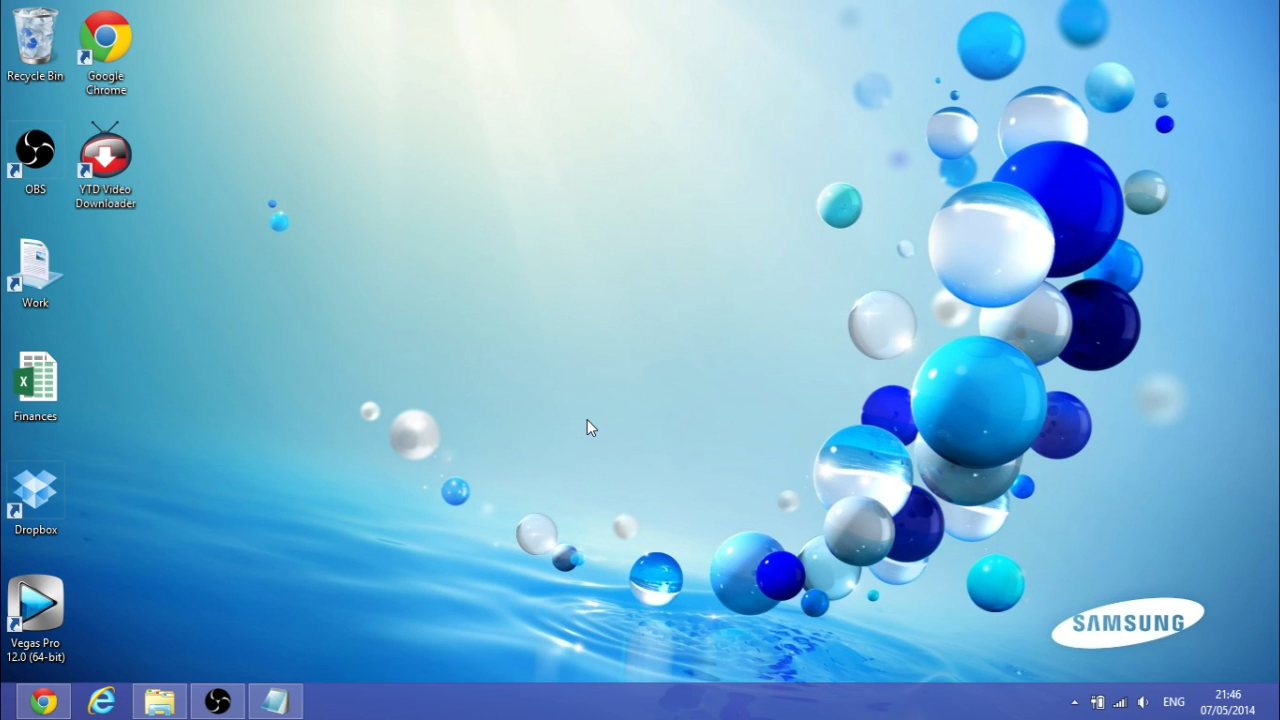 Recycle Bin
Google
Chrome
OBS
YTD Video
Downloader
Work
X
Finances
Dropbox
Vegas Pro
12.0 (64-bit)
SAMSUNG
ENG
21:46
07/05/2014